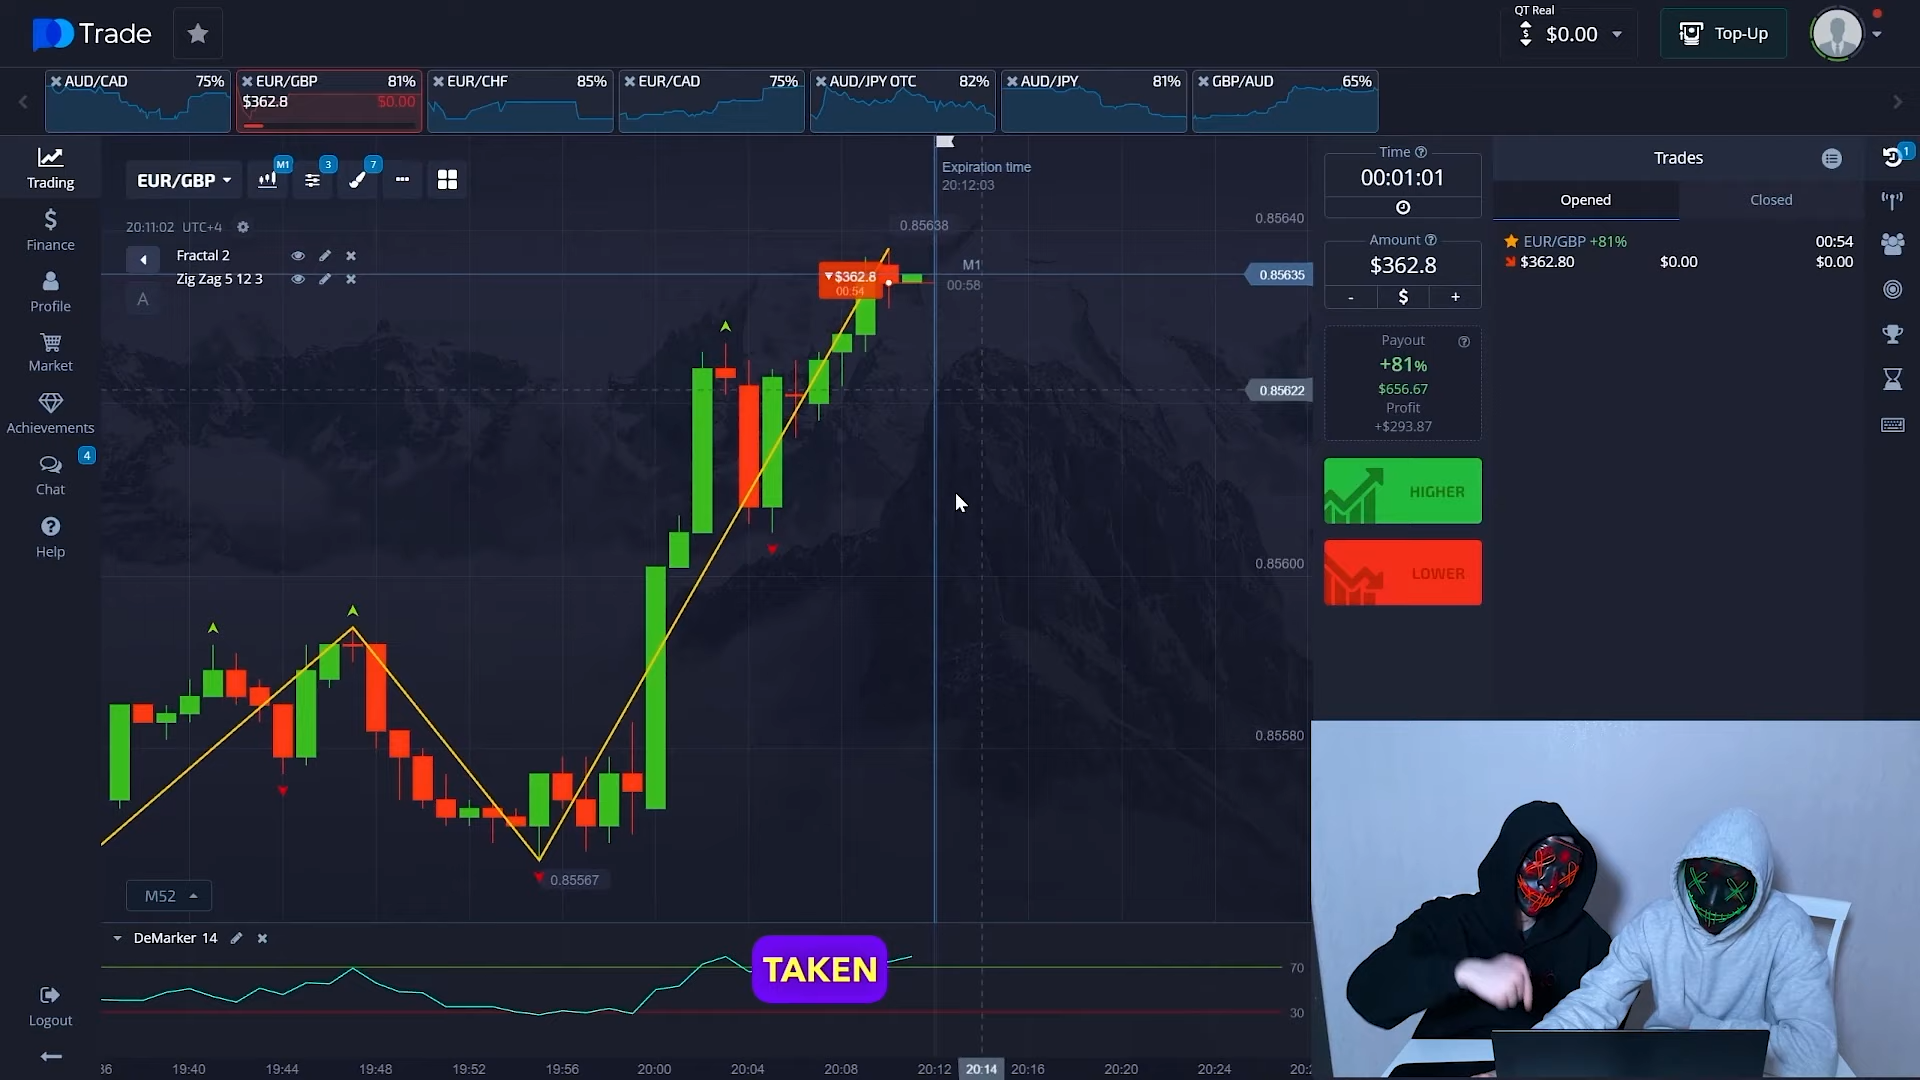 Trade
QT Real
$0.00
Top-Up
AUD/CAD 75%
EUR/GBP 81%
$362.8 $0.00
EUR/CHF 85%
EUR/CAD 75%
AUD/JPY OTC 82%
AUD/JPY 81%
GBP/AUD 65%
Trading
Finance
Profile
Market
Achievements
4
Chat
Help
Logout
EUR/GBP
M1
3
7
20:11:02 UTC+4
Fractal 2
Zig Zag 5 12 3
A
Expiration time
20:12:03
0.85638
0.85640
M1
00:58
$362.8
00:54
0.85635
0.85622
0.85600
0.85580
0.85567
M52
DeMarker 14
TAKEN
70
30
36 19:40 19:44 19:48 19:52 19:56 20:00 20:04 20:08 20:12 20:14 20:16 20:20 20:24 20:2
Time
00:01:01
Amount
$362.8
- $ +
Payout
+81%
$656.67
Profit
+$293.87
HIGHER
LOWER
Trades
1
Opened Closed
EUR/GBP +81% 00:54
$362.80 $0.00 $0.00